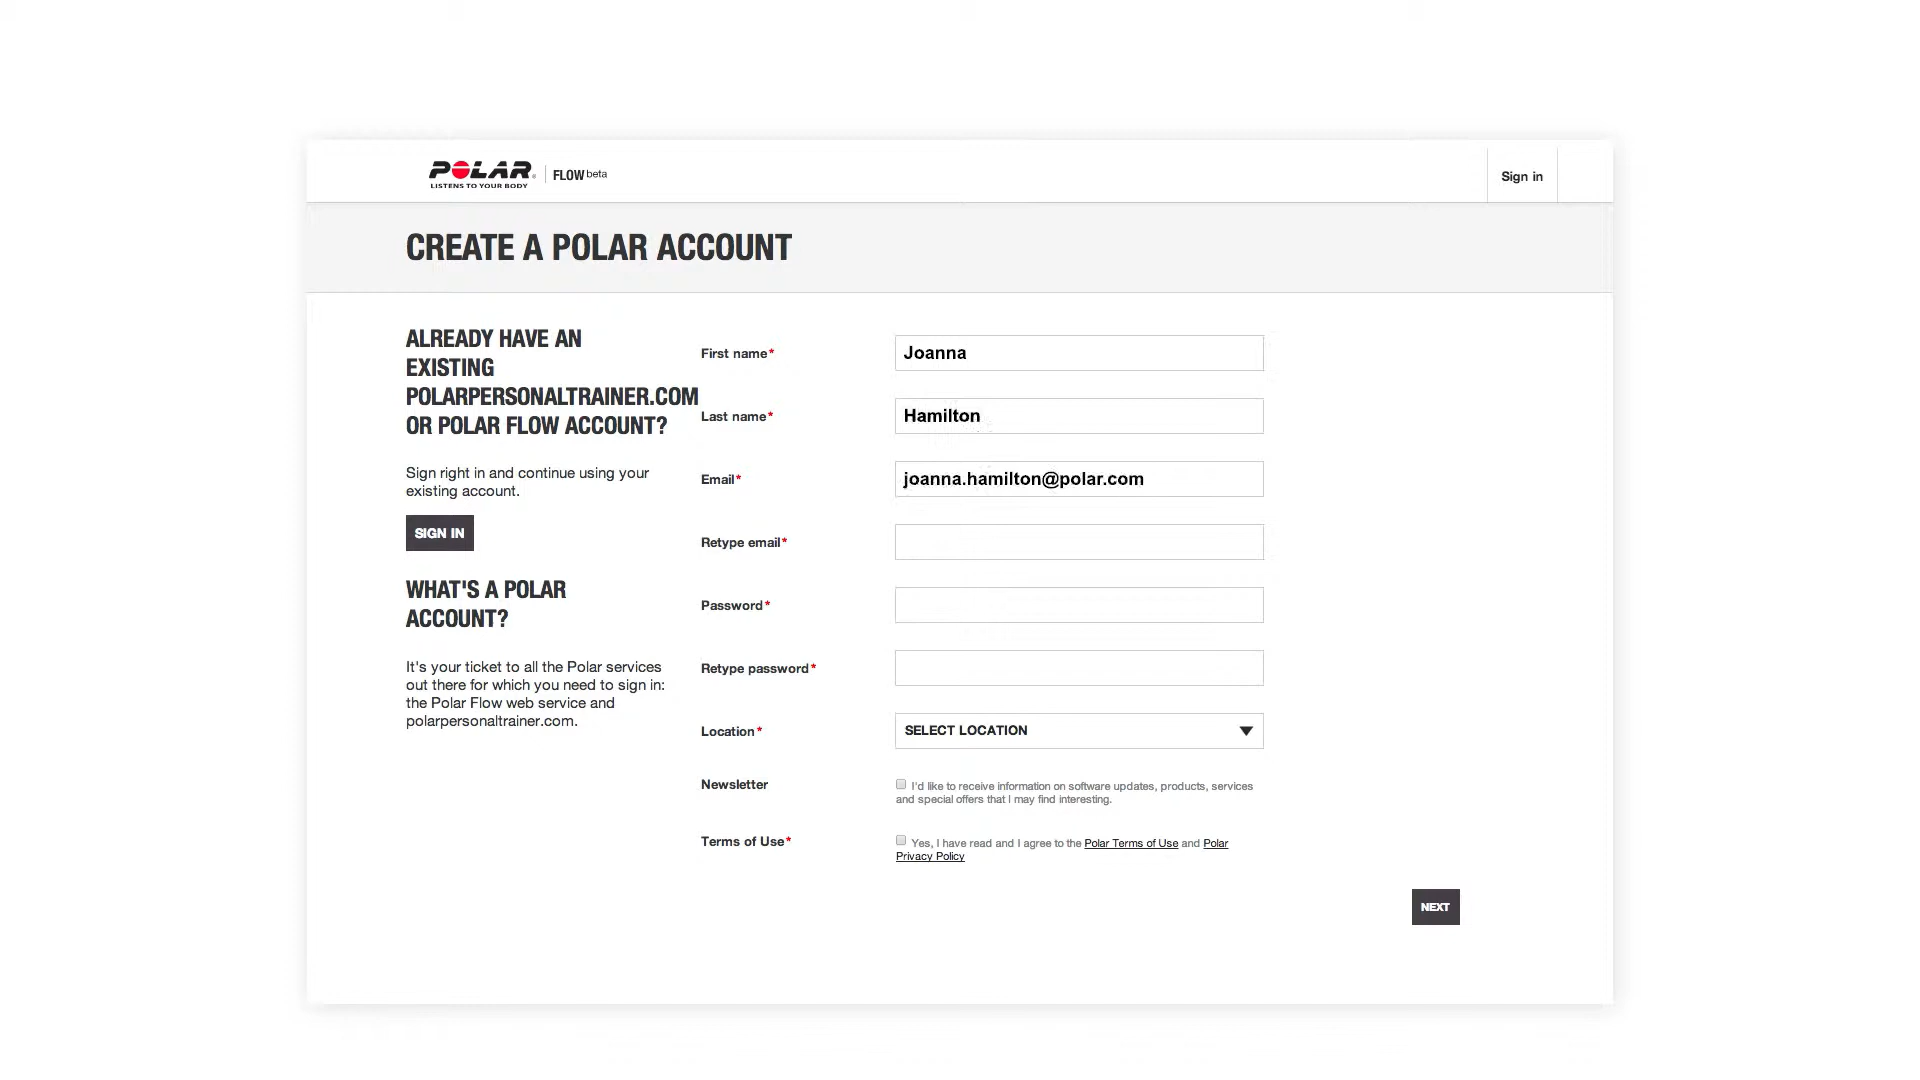 POLAR
LISTENS TO YOUR BODY
FLOW beta
Sign in
CREATE A POLAR ACCOUNT
ALREADY HAVE AN
EXISTING
POLARPERSONALTRAINER.COM
OR POLAR FLOW ACCOUNT?
Sign right in and continue using your
existing account.
SIGN IN
WHAT'S A POLAR
ACCOUNT?
It's your ticket to all the Polar services
out there for which you need to sign in:
the Polar Flow web service and
polarpersonaltrainer.com.
First name* Joanna
Last name* Hamilton
Email* joanna.hamilton@polar.com
Retype email*
Password*
Retype password*
Location* SELECT LOCATION
Newsletter
I'd like to receive information on software updates, products, services
and special offers that I may find interesting.
Terms of Use*
Yes, I have read and I agree to the Polar Terms of Use and Polar
Privacy Policy
NEXT